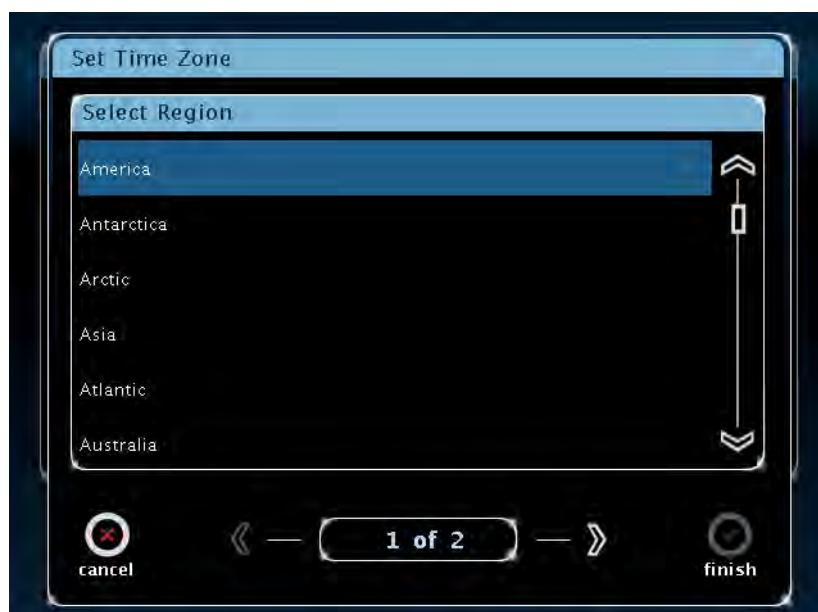 Set Time Zone
Select Region
America
Antarctica
Arctic
Asia
Atlantic
Australia
1 of 2
cancel
finish